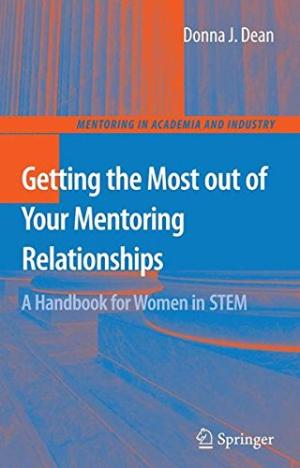 Donna J. Dean
MENTORING IN ACADEMIA AND INDUSTRY
Getting the Most out of
Your Mentoring
Relationships
A Handbook for Women in STEM
Springer